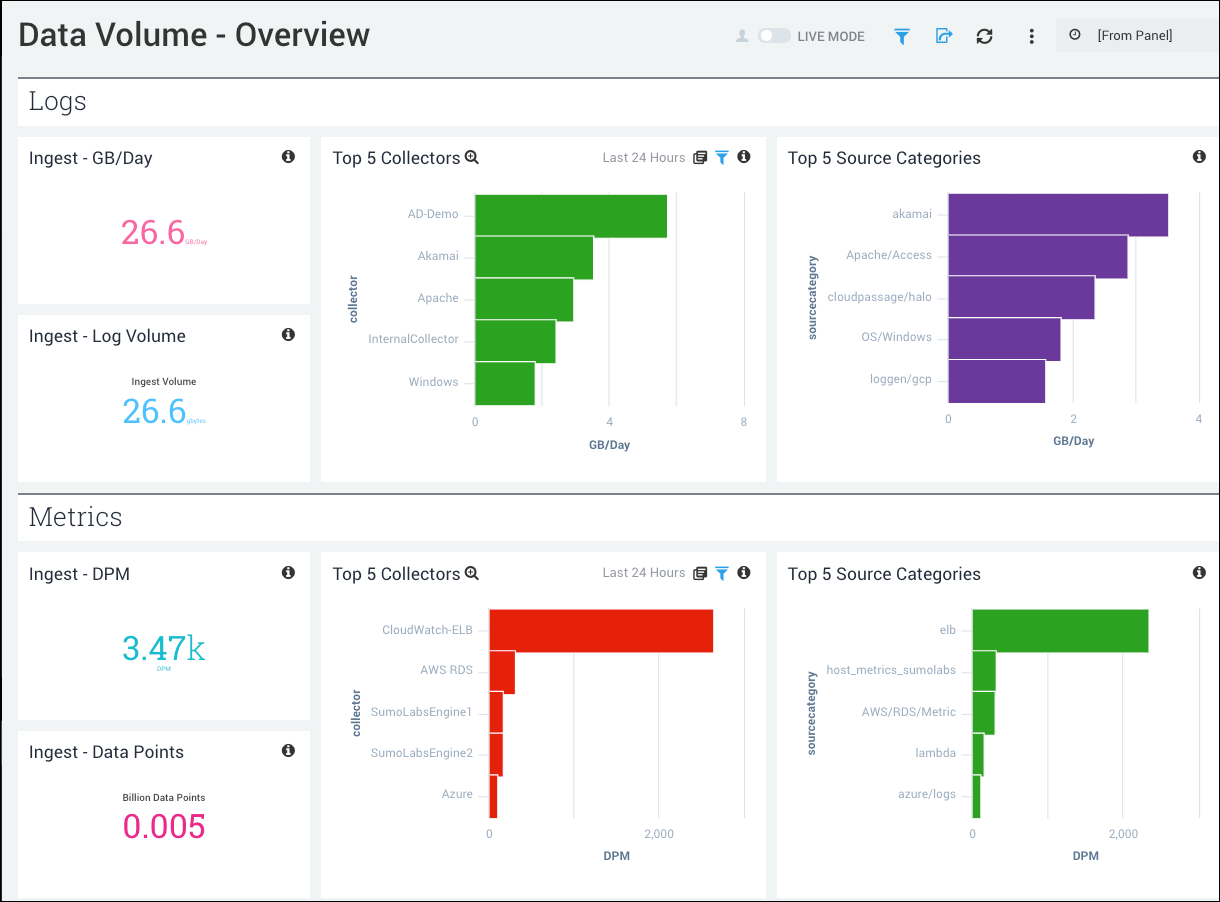 Data Volume - Overview
LIVE MODE
[From Panel]
Logs
Ingest - GB/Day
26.6 GB/Day
Ingest - Log Volume
Ingest Volume
26.6 gbytes
Top 5 Collectors
Last 24 Hours
collector
AD-Demo
Akamai
Apache
InternalCollector
Windows
0 4 8
GB/Day
Top 5 Source Categories
sourcecategory
akamai
Apache/Access
cloudpassage/halo
OS/Windows
loggen/gcp
0 2 4
GB/Day
Metrics
Ingest - DPM
3.47k
DPM
Ingest - Data Points
Billion Data Points
0.005
Top 5 Collectors
Last 24 Hours
collector
CloudWatch-ELB
AWS RDS
SumoLabsEngine1
SumoLabsEngine2
Azure
0 2,000
DPM
Top 5 Source Categories
sourcecategory
elb
host_metrics_sumolabs
AWS/RDS/Metric
lambda
azure/logs
0 2,000
DPM